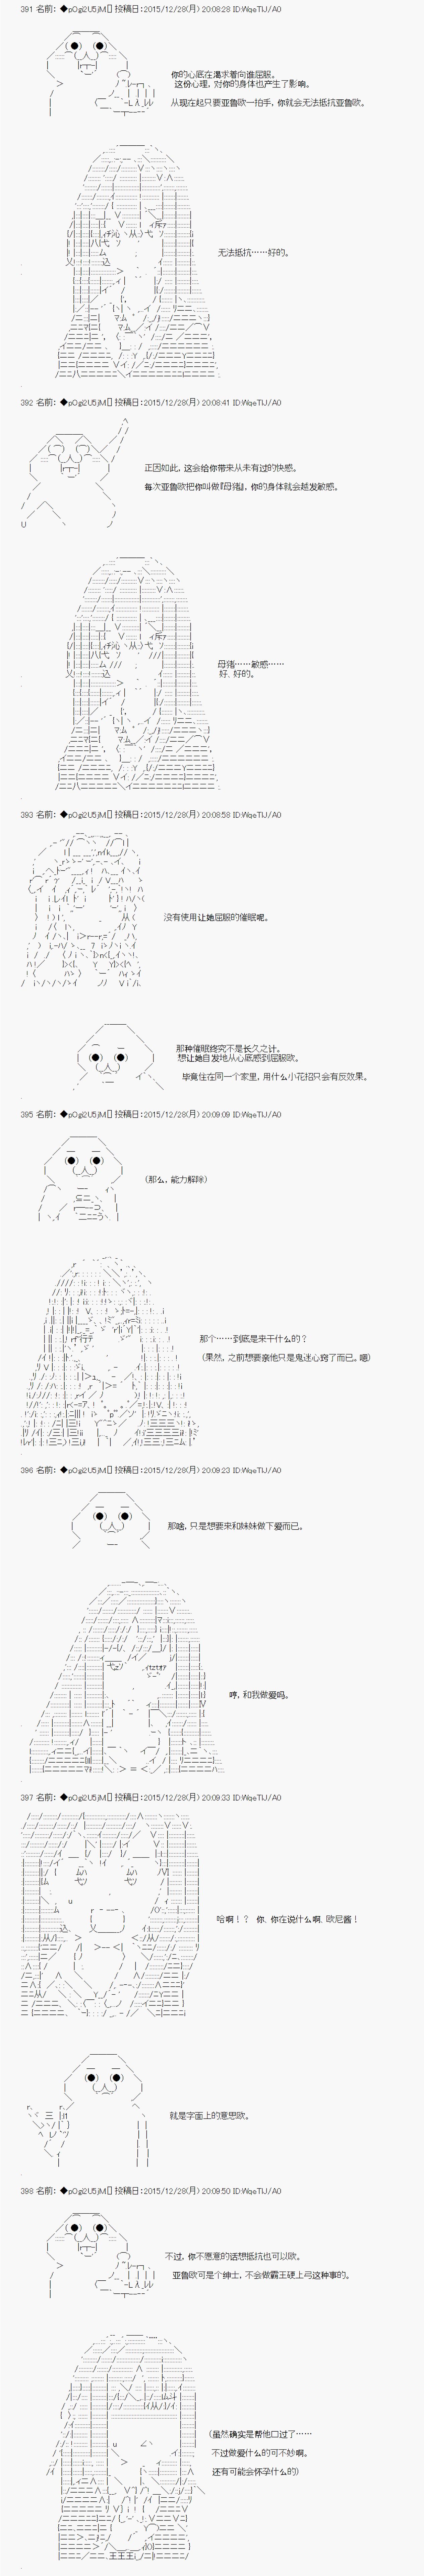 391 名前：◆pOgi2U5jM 投稿日：2015/12/28(月) 20:08:28 ID:WqeTlJ/A0
你的心底在渴求着向谁屈服。
这份心理，对你的身体也产生了影响。
从现在起只要亚鲁欧一拍手，你就会无法抵抗亚鲁欧。
无法抵抗……好的。
392 名前：◆pOgi2U5jM 投稿日：2015/12/28(月) 20:08:41 ID:WqeTlJ/A0
正因如此，这会给你带来从未有过的快感。
每次亚鲁欧把你叫做『母猪』，你的身体就会越发敏感。
母猪……敏感……
好、好的。
393 名前：◆pOgi2U5jM 投稿日：2015/12/28(月) 20:08:58 ID:WqeTlJ/A0
没有使用让她屈服的催眠呢。
那种催眠终究不是长久之计。
想让她自发地从心底感到屈服欧。
毕竟住在同一个家里，用什么小花招只会有反效果。
395 名前：◆pOgi2U5jM 投稿日：2015/12/28(月) 20:09:09 ID:WqeTlJ/A0
(那么，能力解除)
那个……到底是来干什么的？
(果然，之前想要亲他只是鬼迷心窍了而已。嗯)
396 名前：◆pOgi2U5jM 投稿日：2015/12/28(月) 20:09:23 ID:WqeTlJ/A0
那啥，只是想要来和妹妹做下爱而已。
哼，和我做爱吗。
397 名前：◆pOgi2U5jM 投稿日：2015/12/28(月) 20:09:33 ID:WqeTlJ/A0
哈啊！？ 你、你在说什么啊，欧尼酱！
就是字面上的意思欧。
398 名前：◆pOgi2U5jM 投稿日：2015/12/28(月) 20:09:50 ID:WqeTlJ/A0
不过，你不愿意的话想抵抗也可以欧。
亚鲁欧可是个绅士，不会做霸王硬上弓这种事的。
(虽然确实是帮他口过了……
不过做爱什么的可不妙啊。
还有可能会怀孕什么的)